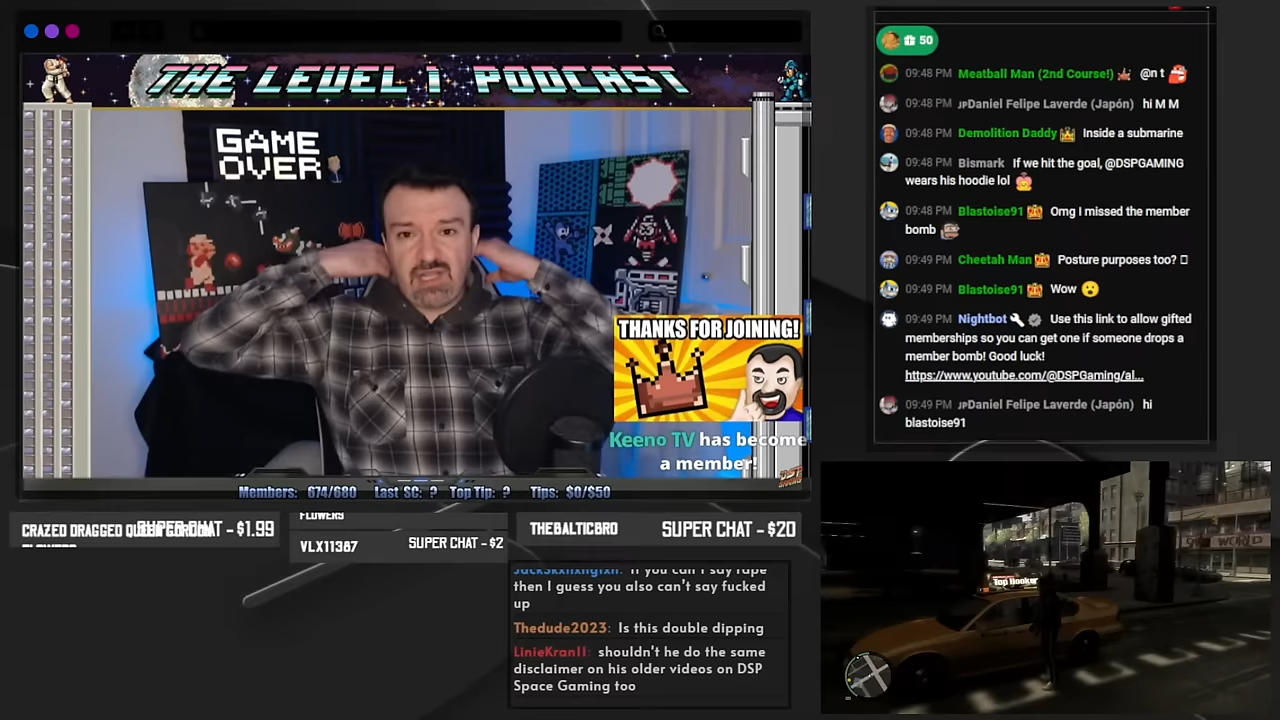 THE LEVEL 1 PODCAST
GAME
OVER
THANKS FOR JOINING!
Keeno TV has become
a member!
Members: 674/680 Last SC: ? Top Tip: ? Tips: $0/$50
CRAZED DRAGGED QUEEN
SUPER CHAT - $1.99
FLOWERS
VLX11387
SUPER CHAT - $2
THEBALTICBRO
SUPER CHAT - $20
then I guess you also can't say fucked
up
Thedude2023: Is this double dipping
LinieKran11: shouldn't he do the same
disclaimer on his older videos on DSP
Space Gaming too
50
09:48 PM Meatball Man (2nd Course!) @n t
09:48 PM JPDaniel Felipe Laverde (Japón) hi M M
09:48 PM Demolition Daddy Inside a submarine
09:48 PM Bismark If we hit the goal, @DSPGAMING
wears his hoodie lol
09:48 PM Blastoise91 Omg I missed the member
bomb
09:49 PM Cheetah Man Posture purposes too?
09:49 PM Blastoise91 Wow
09:49 PM Nightbot Use this link to allow gifted
memberships so you can get one if someone drops a
member bomb! Good luck!
https://www.youtube.com/@DSPGaming/al...
09:49 PM JPDaniel Felipe Laverde (Japón) hi
blastoise91
Top Hooker
WORLD